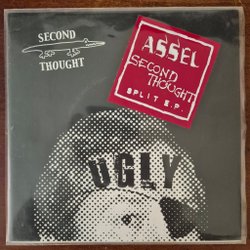 SECOND
THOUGHT
ASSEL
SECOND
THOUGHT
SPLIT E.P.
UGLY